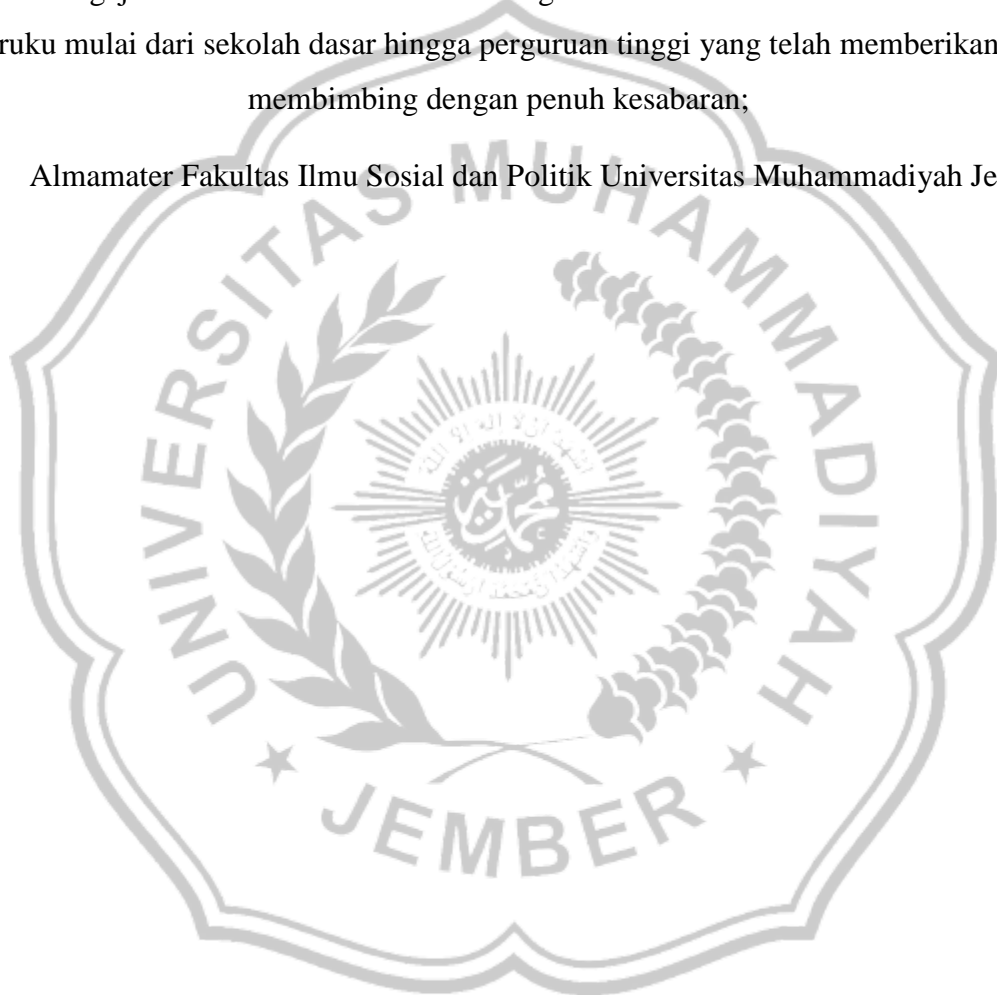 ruku mulai dari sekolah dasar hingga perguruan tinggi yang telah memberikan
membimbing dengan penuh kesabaran;
Almamater Fakultas Ilmu Sosial dan Politik Universitas Muhammadiyah Je
UNIVERSITAS MUHAMMADIYAH
JEMBER